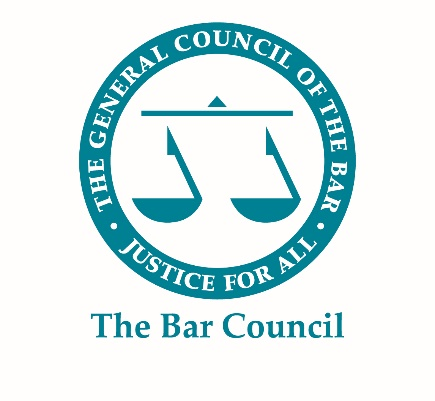 THE GENERAL COUNCIL OF THE BAR
• JUSTICE FOR ALL •
The Bar Council